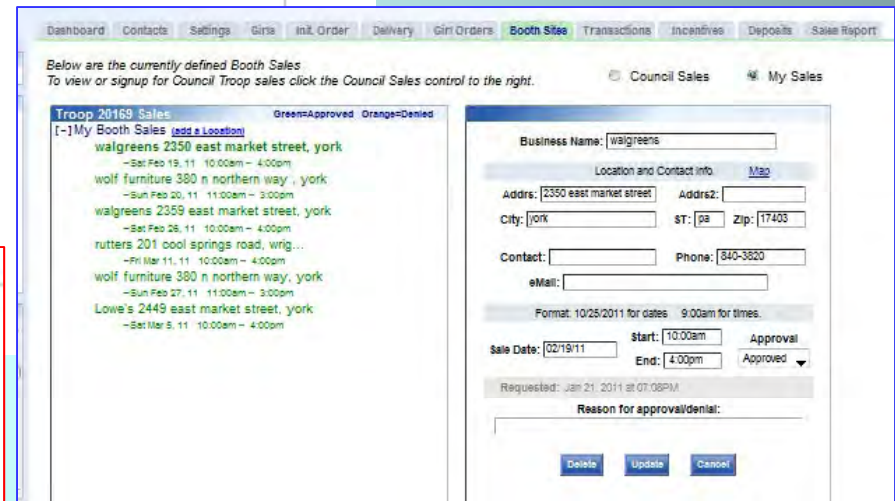 Dashboard Contacts Settings Girls Init. Order Delivery Girl Orders Booth Sites Transactions Incentives Deposits Sales Report
Below are the currently defined Booth Sales
To view or signup for Council Troop sales click the Council Sales control to the right.
Council Sales My Sales
Troop 20169 Sales Green=Approved Orange=Denied
[-]My Booth Sales (add a Location)
walgreens 2350 east market street, york
-Sat Feb 19, 11 10:00am - 4:00pm
wolf furniture 380 n northern way , york
-Sun Feb 20, 11 11:00am - 3:00pm
walgreens 2359 east market street, york
-Sat Feb 26, 11 10:00am - 4:00pm
rutters 201 cool springs road, wrig...
-Fri Mar 11, 11 10:00am - 4:00pm
wolf furniture 380 n northern way, york
-Sun Feb 27, 11 11:00am - 3:00pm
Lowe's 2449 east market street, york
-Sat Mar 5, 11 10:00am - 4:00pm
Business Name: walgreens
Location and Contact Info. Map
Addrs: 2350 east market street Addrs2:
City: york ST: pa Zip: 17403
Contact: Phone: 840-3820
eMail:
Format: 10/25/2011 for dates 9:00am for times.
Sale Date: 02/19/11 Start: 10:00am Approval
End: 4:00pm Approved
Requested: Jan 21, 2011 at 07:08PM
Reason for approval/denial:
Delete Update Cancel